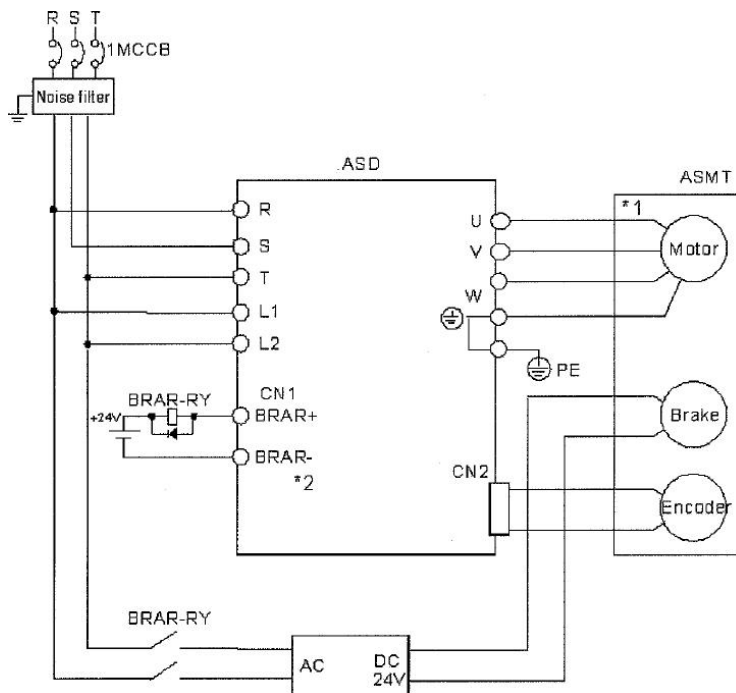 R S T
1MCCB
Noise filter
ASD
ASMT
R
S
T
L1
L2
CN1
BRAR-RY
+24V
BRAR+
BRAR-
*2
U
V
W
PE
CN2
*1
Motor
Brake
Encoder
BRAR-RY
AC
DC
24V